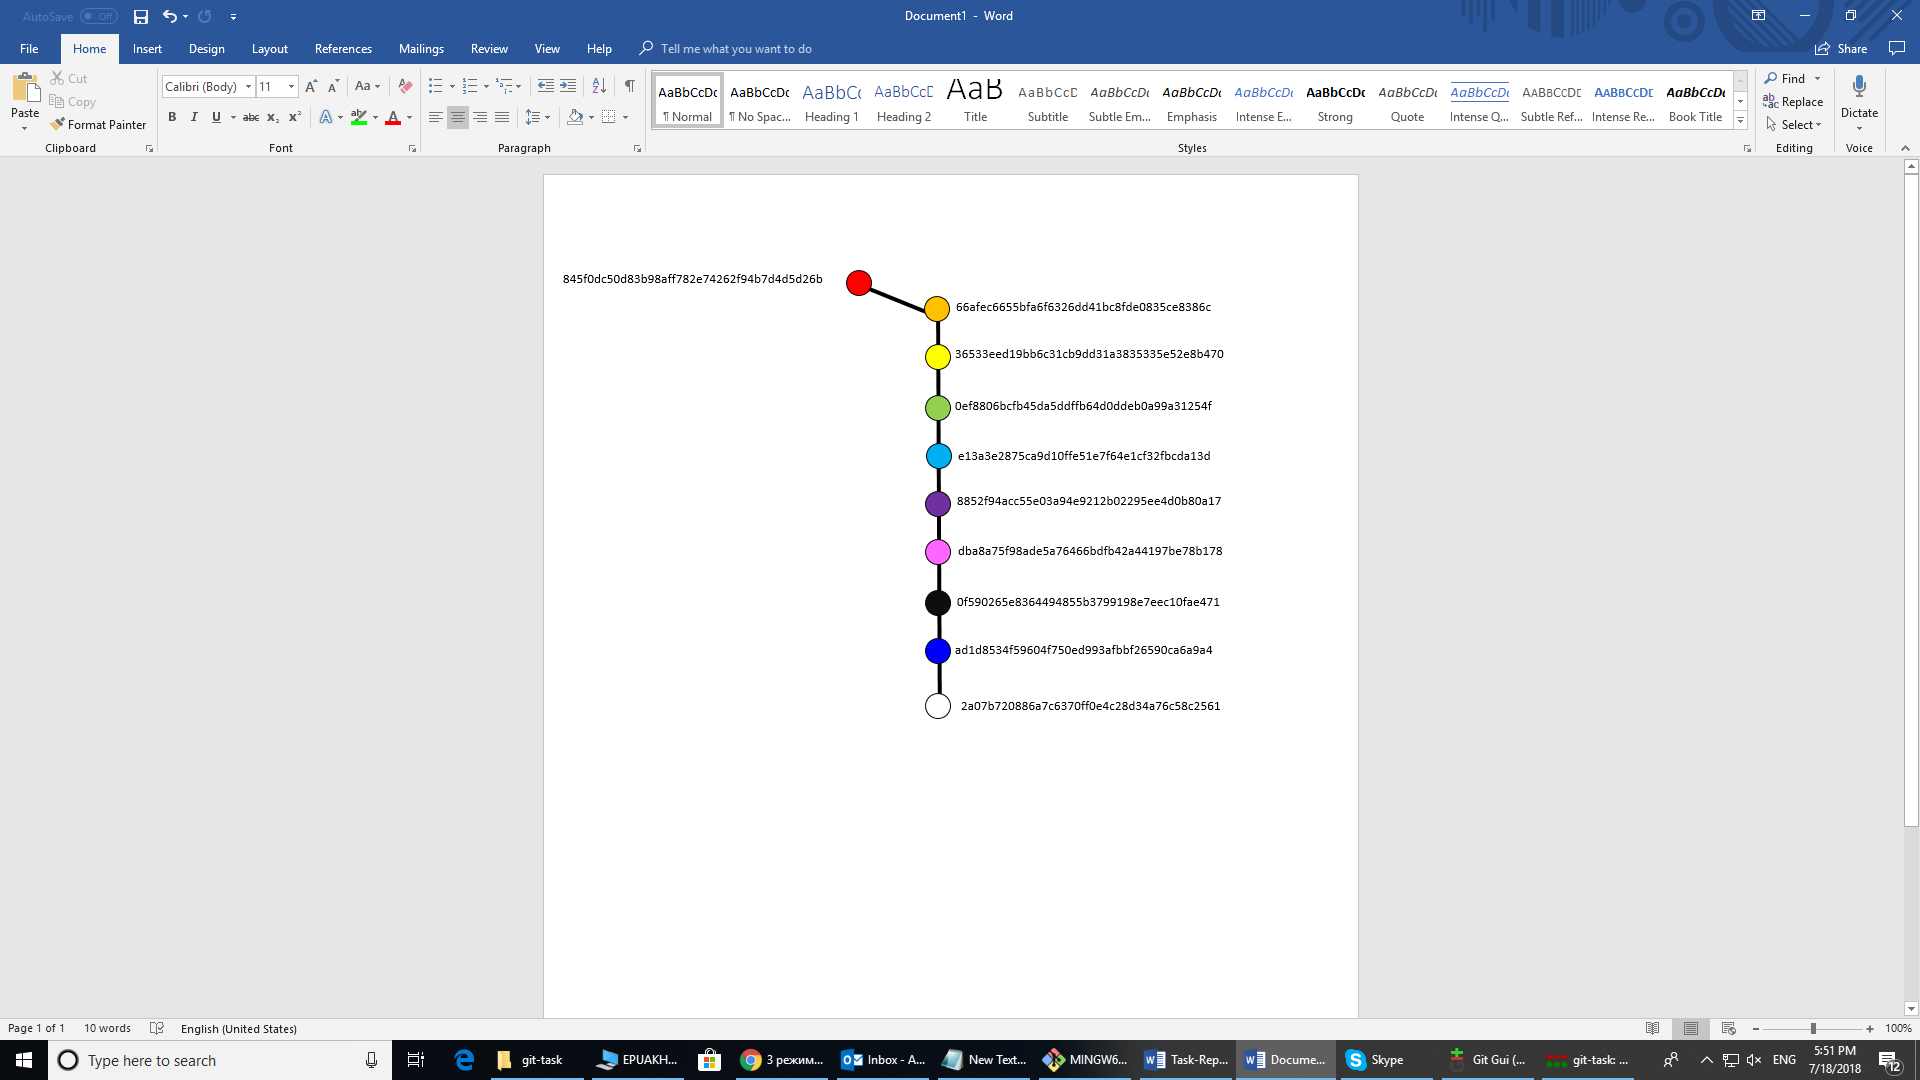 AutoSave Off
Document1 - Word
File Home Insert Design Layout References Mailings Review View Help Tell me what you want to do Share
Paste
Cut
Copy
Format Painter
Clipboard
Calibri (Body) 11
Font
Paragraph
AaBbCcDc AaBbCcDc AaBbCc AaBbCcD AaB AaBbCcD AaBbCcDc AaBbCcDc AaBbCcDc AaBbCcDc AaBbCcDc AaBbCcDc AABBCCDE AABBCCDE AaBbCcDc
¶ Normal ¶ No Spac... Heading 1 Heading 2 Title Subtitle Subtle Em... Emphasis Intense E... Strong Quote Intense Q... Subtle Ref... Intense Re... Book Title
Styles
Find
Replace
Select
Editing
Dictate
Voice
845f0dc50d83b98aff782e74262f94b7d4d5d26b
66afec6655bfa6f6326dd41bc8fde0835ce8386c
36533eed19bb6c31cb9dd31a3835335e52e8b470
0ef8806bcfb45da5ddffb64d0ddeb0a99a31254f
e13a3e2875ca9d10ffe51e7f64e1cf32fbcda13d
8852f94acc55e03a94e9212b02295ee4d0b80a17
dba8a75f98ade5a76466bdfb42a44197be78b178
0f590265e8364494855b3799198e7eec10fae471
ad1d8534f59604f750ed993afbbf26590ca6a9a4
2a07b720886a7c6370ff0e4c28d34a76c58c2561
Page 1 of 1 10 words English (United States) 100%
Type here to search
git-task EPUAKH... 3 режим... Inbox - A... New Text... MINGW6... Task-Rep... Docume... Skype Git Gui (... git-task: ...
ENG
5:51 PM
7/18/2018
12